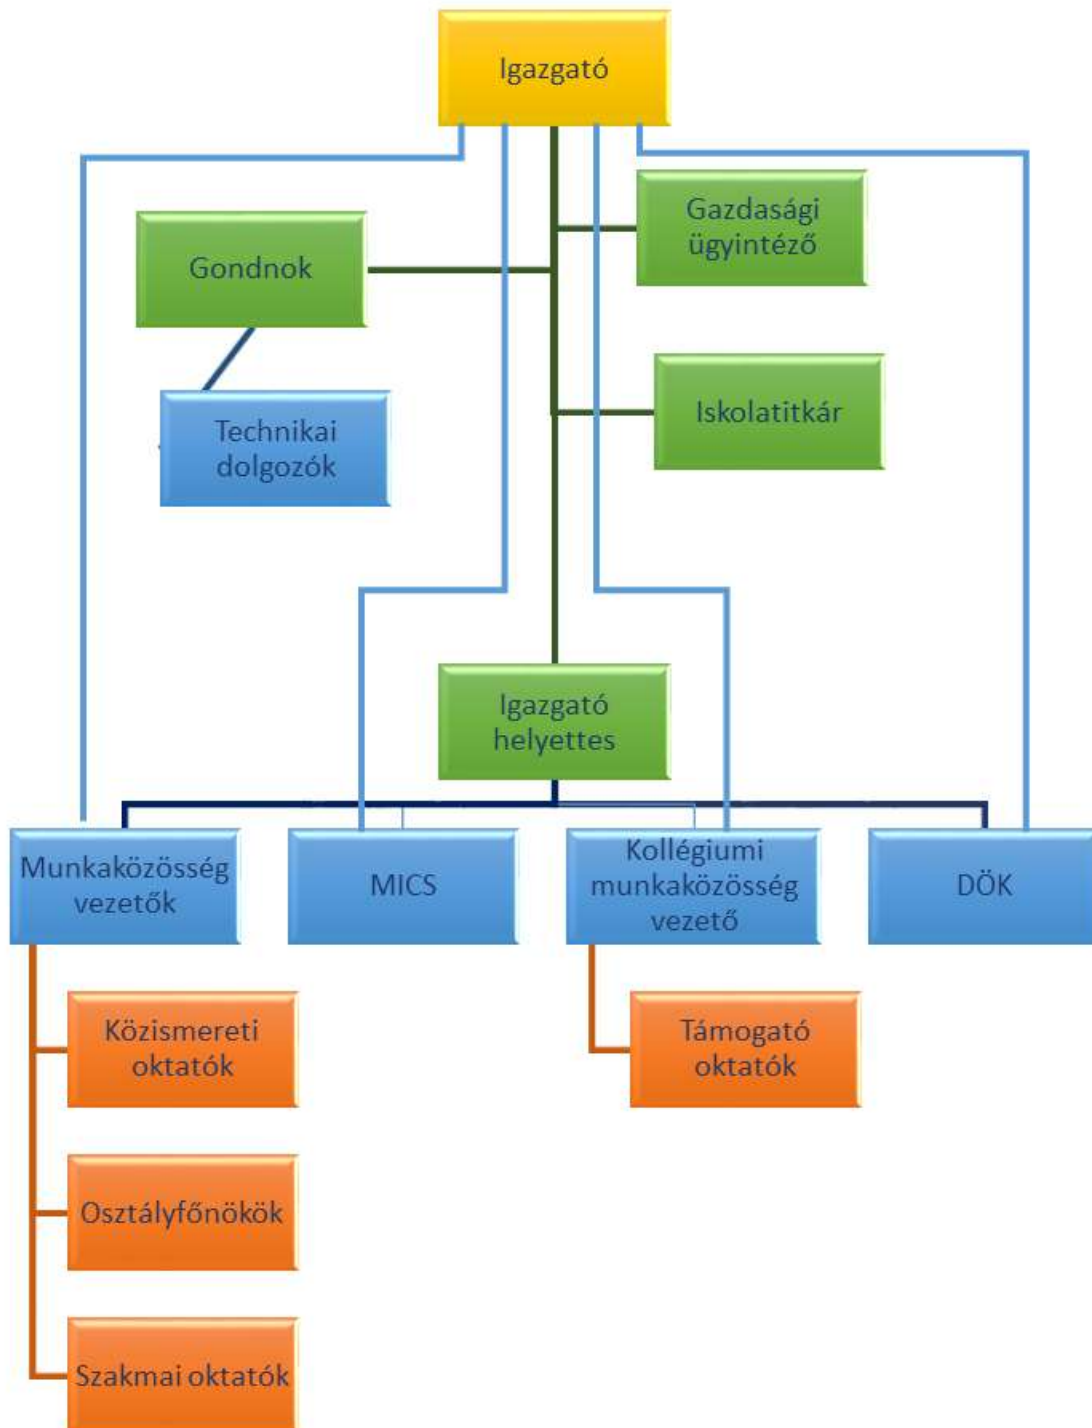 Igazgató
Gazdasági
ügyintéző
Gondnok
Iskolatitkár
Technikai
dolgozók
Igazgató
helyettes
Munkaközösség
vezetők
MICS
Kollégiumi
munkaközösség
vezető
DÖK
Közismereti
oktatók
Támogató
oktatók
Osztályfőnökök
Szakmai oktatók